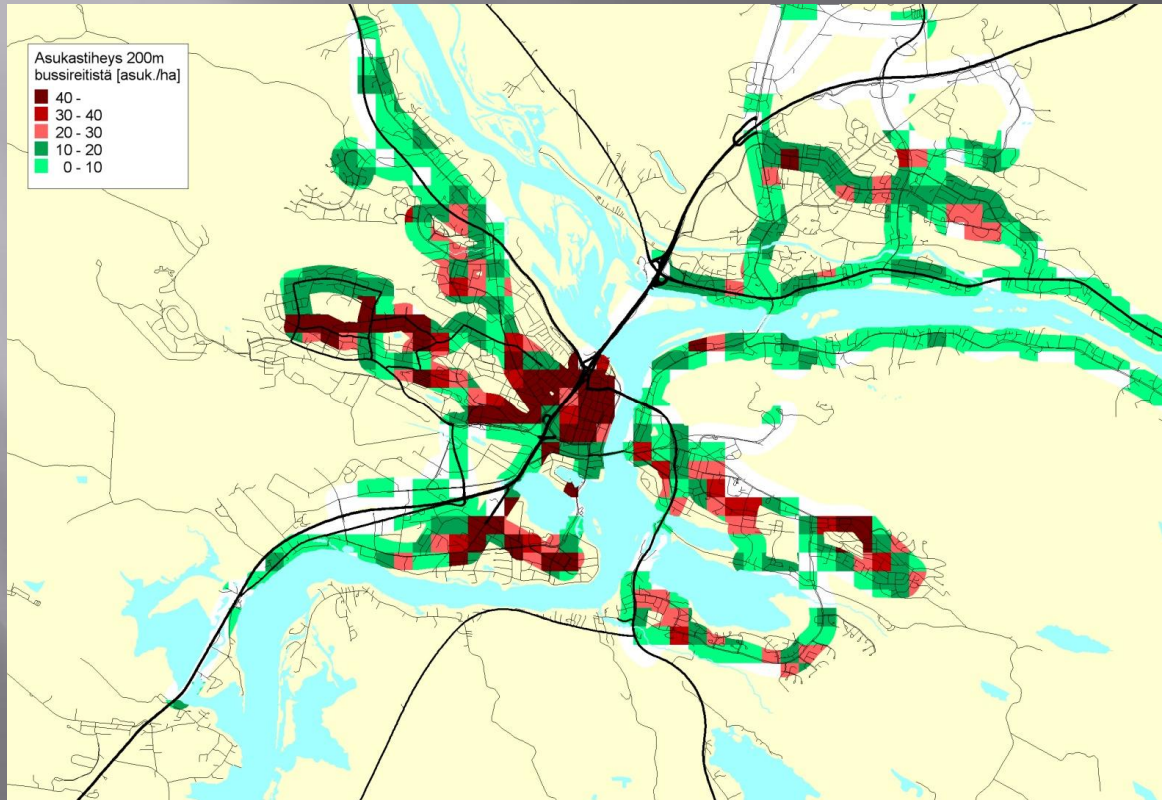 Asukastiheys 200m
bussireitistä [asuk./ha]
40 -
30 - 40
20 - 30
10 - 20
0 - 10